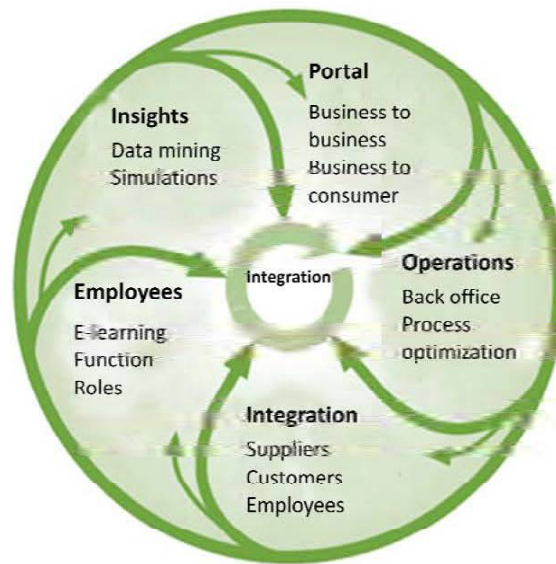 Portal
Business to
business
Business to
consumer
Insights
Data mining
Simulations
integration
Operations
Back office
Process
optimization
Employees
E-learning
Function
Roles
Integration
Suppliers
Customers
Employees